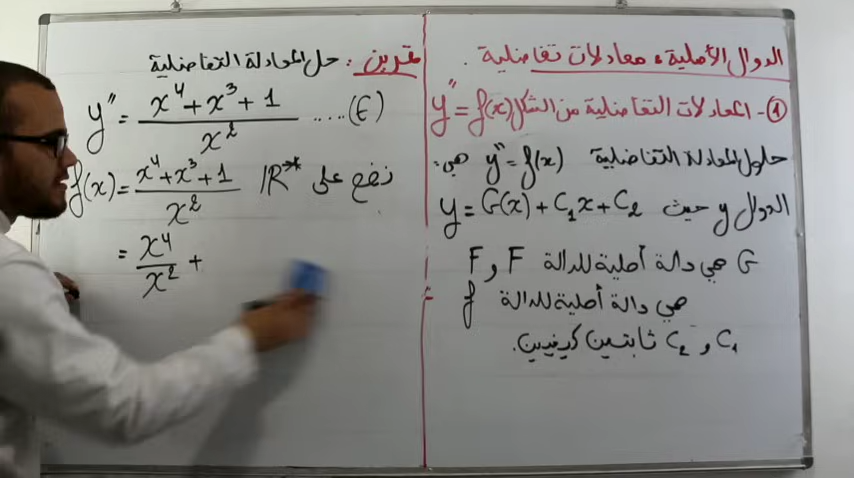 الدوال الأصلية، معادلات تفاضلية.
① - المعادلات التفاضلية من الشكل y'' = f(x)
حلول المعادلة التفاضلية y'' = f(x) هي:
الدوال y حيث y = G(x) + C₁x + C₂
G هي دالة أصلية للدالة F و F
هي دالة أصلية للدالة f
C₁ و C₂ ثابتين كيفيين.
تمرين: حل المعادلة التفاضلية
y'' = (x⁴ + x³ + 1) / x² .....(E)
f(x) = (x⁴ + x³ + 1) / x² نضع على ℝ*
= x⁴ / x² +